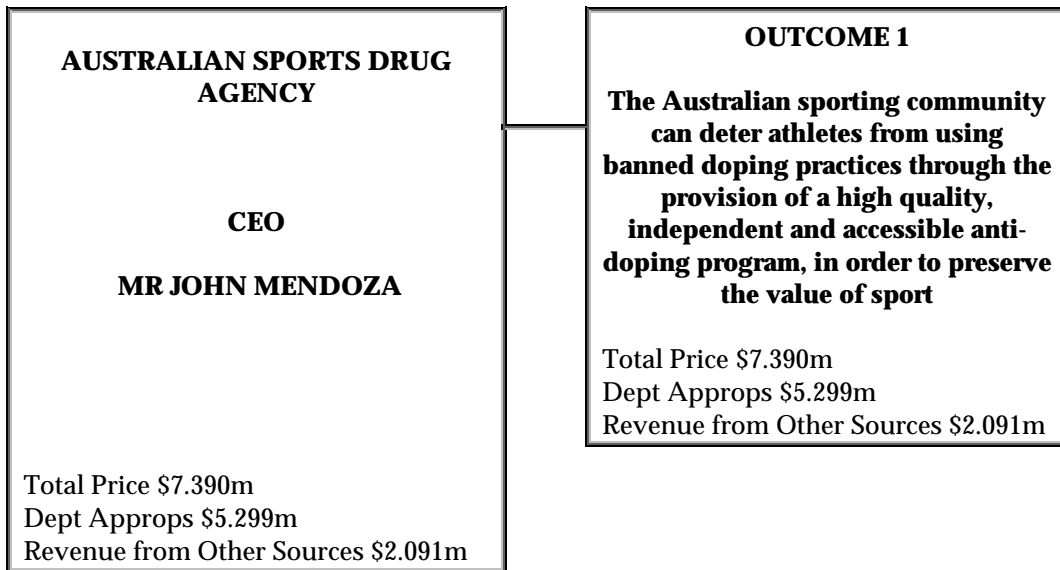 AUSTRALIAN SPORTS DRUG
AGENCY
CEO
MR JOHN MENDOZA
Total Price $7.390m
Dept Approps $5.299m
Revenue from Other Sources $2.091m
OUTCOME 1
The Australian sporting community
can deter athletes from using
banned doping practices through the
provision of a high quality,
independent and accessible anti-
doping program, in order to preserve
the value of sport
Total Price $7.390m
Dept Approps $5.299m
Revenue from Other Sources $2.091m